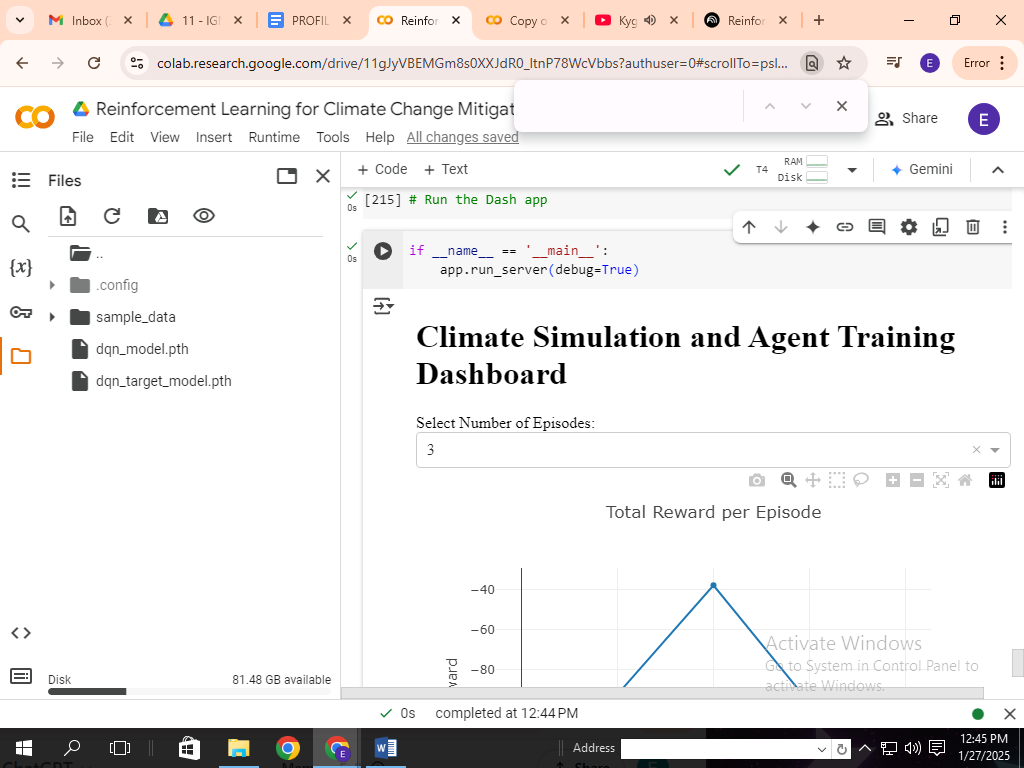 Inbox (
11 - IGI
PROFIL
Reinfor
Copy o
Kyg
Reinfor
colab.research.google.com/drive/11gJyVBEMGm8s0XXJdR0_ltnP78WcVbbs?authuser=0#scrollTo=psl...
Error
Reinforcement Learning for Climate Change Mitigat
File Edit View Insert Runtime Tools Help All changes saved
Share
E
Files
+ Code + Text
T4
RAM
Disk
Gemini
[215] # Run the Dash app
0s
if __name__ == '__main__':
app.run_server(debug=True)
0s
..
.config
sample_data
dqn_model.pth
dqn_target_model.pth
{x}
Climate Simulation and Agent Training
Dashboard
Select Number of Episodes:
3
Total Reward per Episode
−40
−60
−80
ward
Activate Windows
Go to System in Control Panel to
activate Windows.
Disk
81.48 GB available
0s completed at 12:44 PM
Address
12:45 PM
1/27/2025